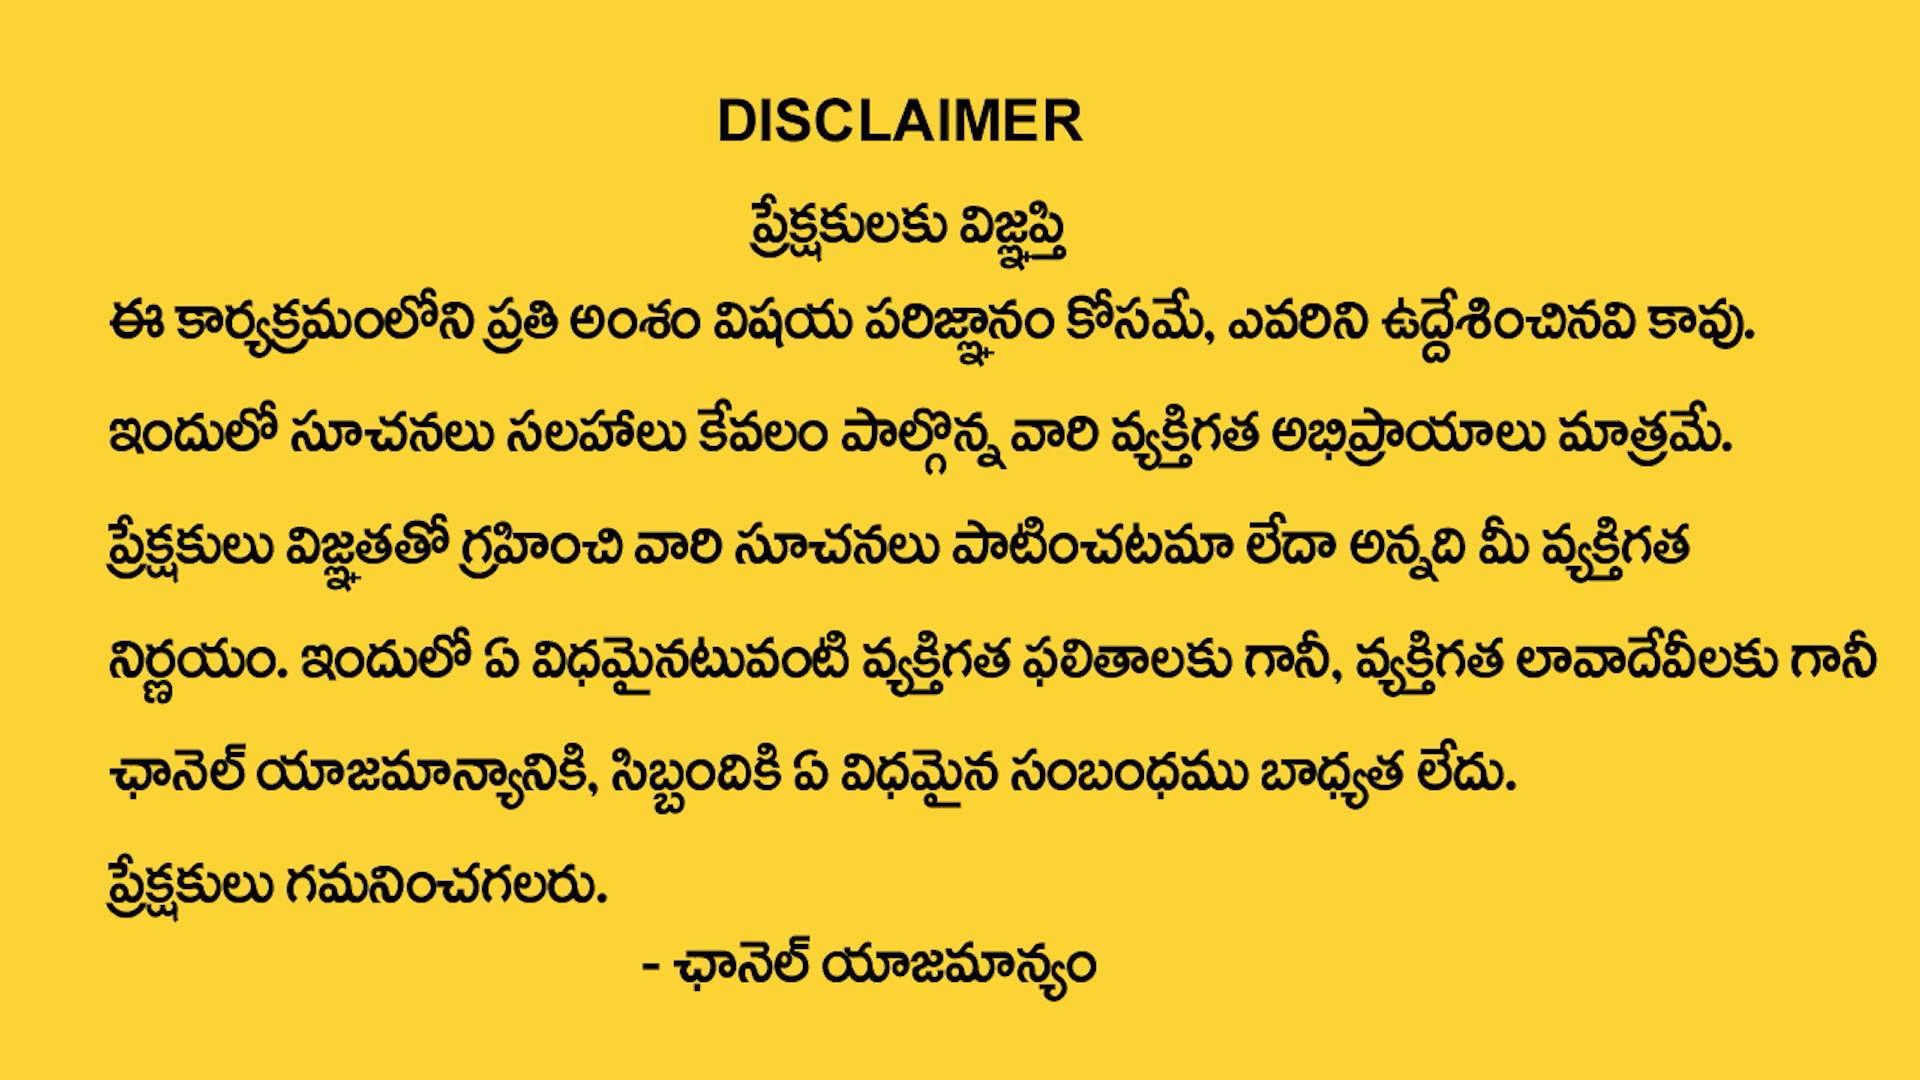 DISCLAIMER
ప్రేక్షకులకు విజ్ఞప్తి
ఈ కార్యక్రమంలోని ప్రతి అంశం విషయ పరిజ్ఞానం కోసమే, ఎవరిని ఉద్దేశించినవి కావు.
ఇందులో సూచనలు సలహాలు కేవలం పాల్గొన్న వారి వ్యక్తిగత అభిప్రాయాలు మాత్రమే.
ప్రేక్షకులు విజ్ఞతతో గ్రహించి వారి సూచనలు పాటించటమా లేదా అన్నది మీ వ్యక్తిగత
నిర్ణయం. ఇందులో ఏ విధమైనటువంటి వ్యక్తిగత ఫలితాలకు గానీ, వ్యక్తిగత లావాదేవీలకు గానీ
ఛానెల్ యాజమాన్యానికి, సిబ్బందికి ఏ విధమైన సంబంధము బాధ్యత లేదు.
ప్రేక్షకులు గమనించగలరు.
- ఛానెల్ యాజమాన్యం